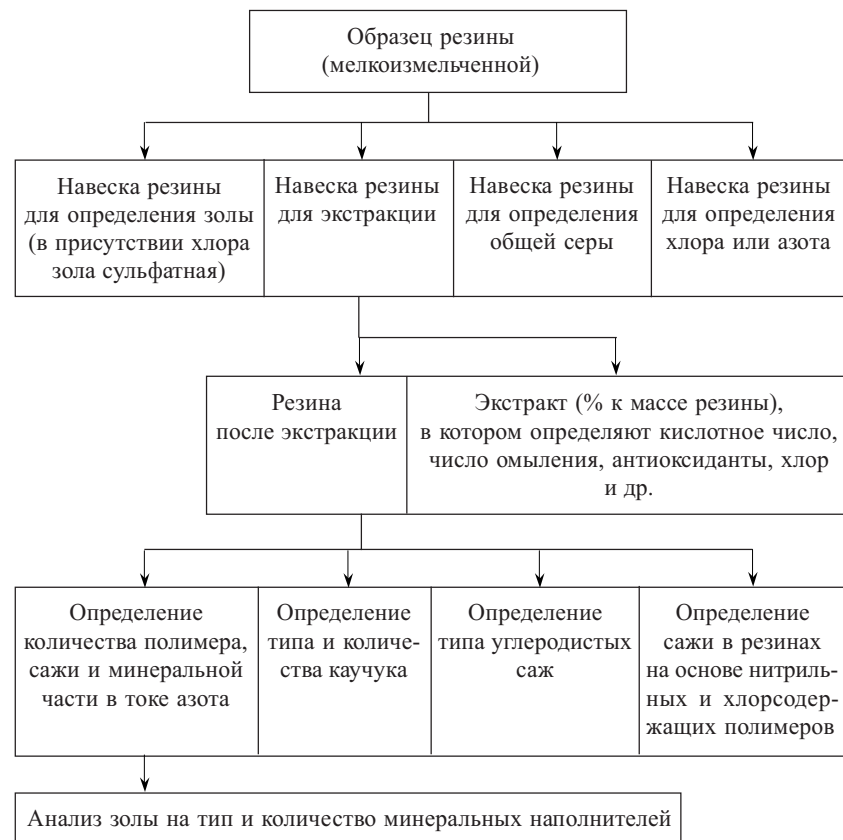 Образец резины
(мелкоизмельченной)
Навеска резины
для определения золы
(в присутствии хлора
зола сульфатная)
Навеска резины
для экстракции
Навеска резины
для определения
общей серы
Навеска резины
для определения
хлора или азота
Резина
после экстракции
Экстракт (% к массе резины),
в котором определяют кислотное число,
число омыления, антиоксиданты, хлор
и др.
Определение
количества полимера,
сажи и минеральной
части в токе азота
Определение
типа и количе-
ства каучука
Определение
типа углеродистых
саж
Определение
сажи в резинах
на основе нитриль-
ных и хлорсодер-
жащих полимеров
Анализ золы на тип и количество минеральных наполнителей